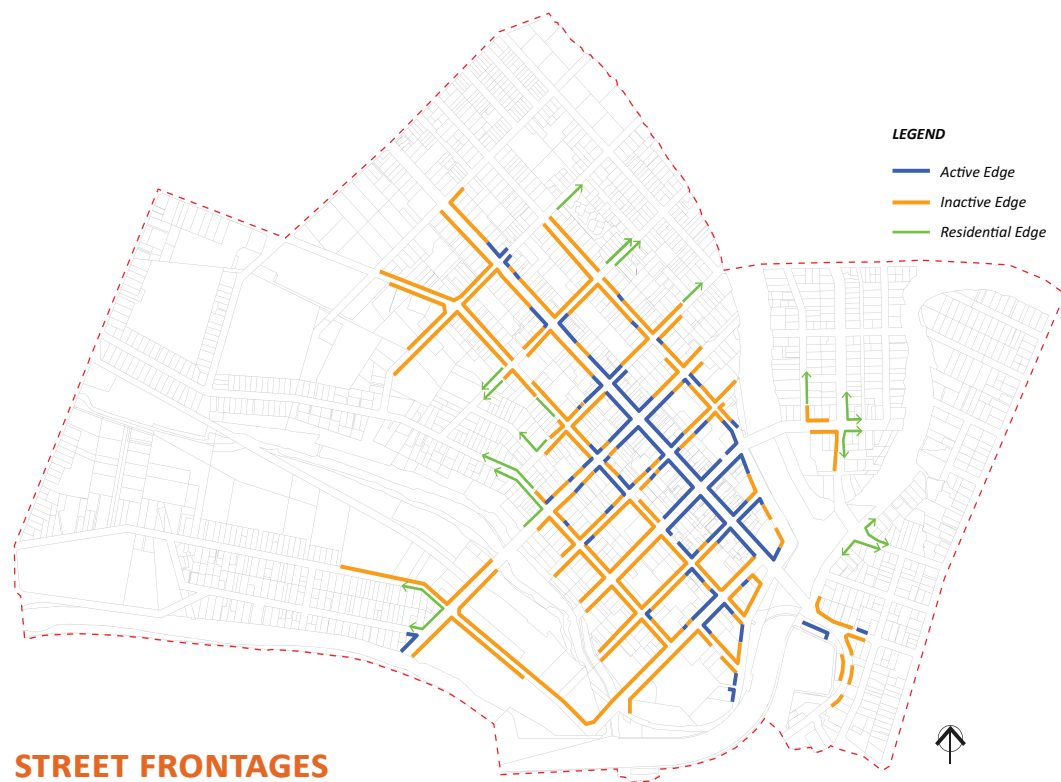 LEGEND
Active Edge
Inactive Edge
Residential Edge
STREET FRONTAGES